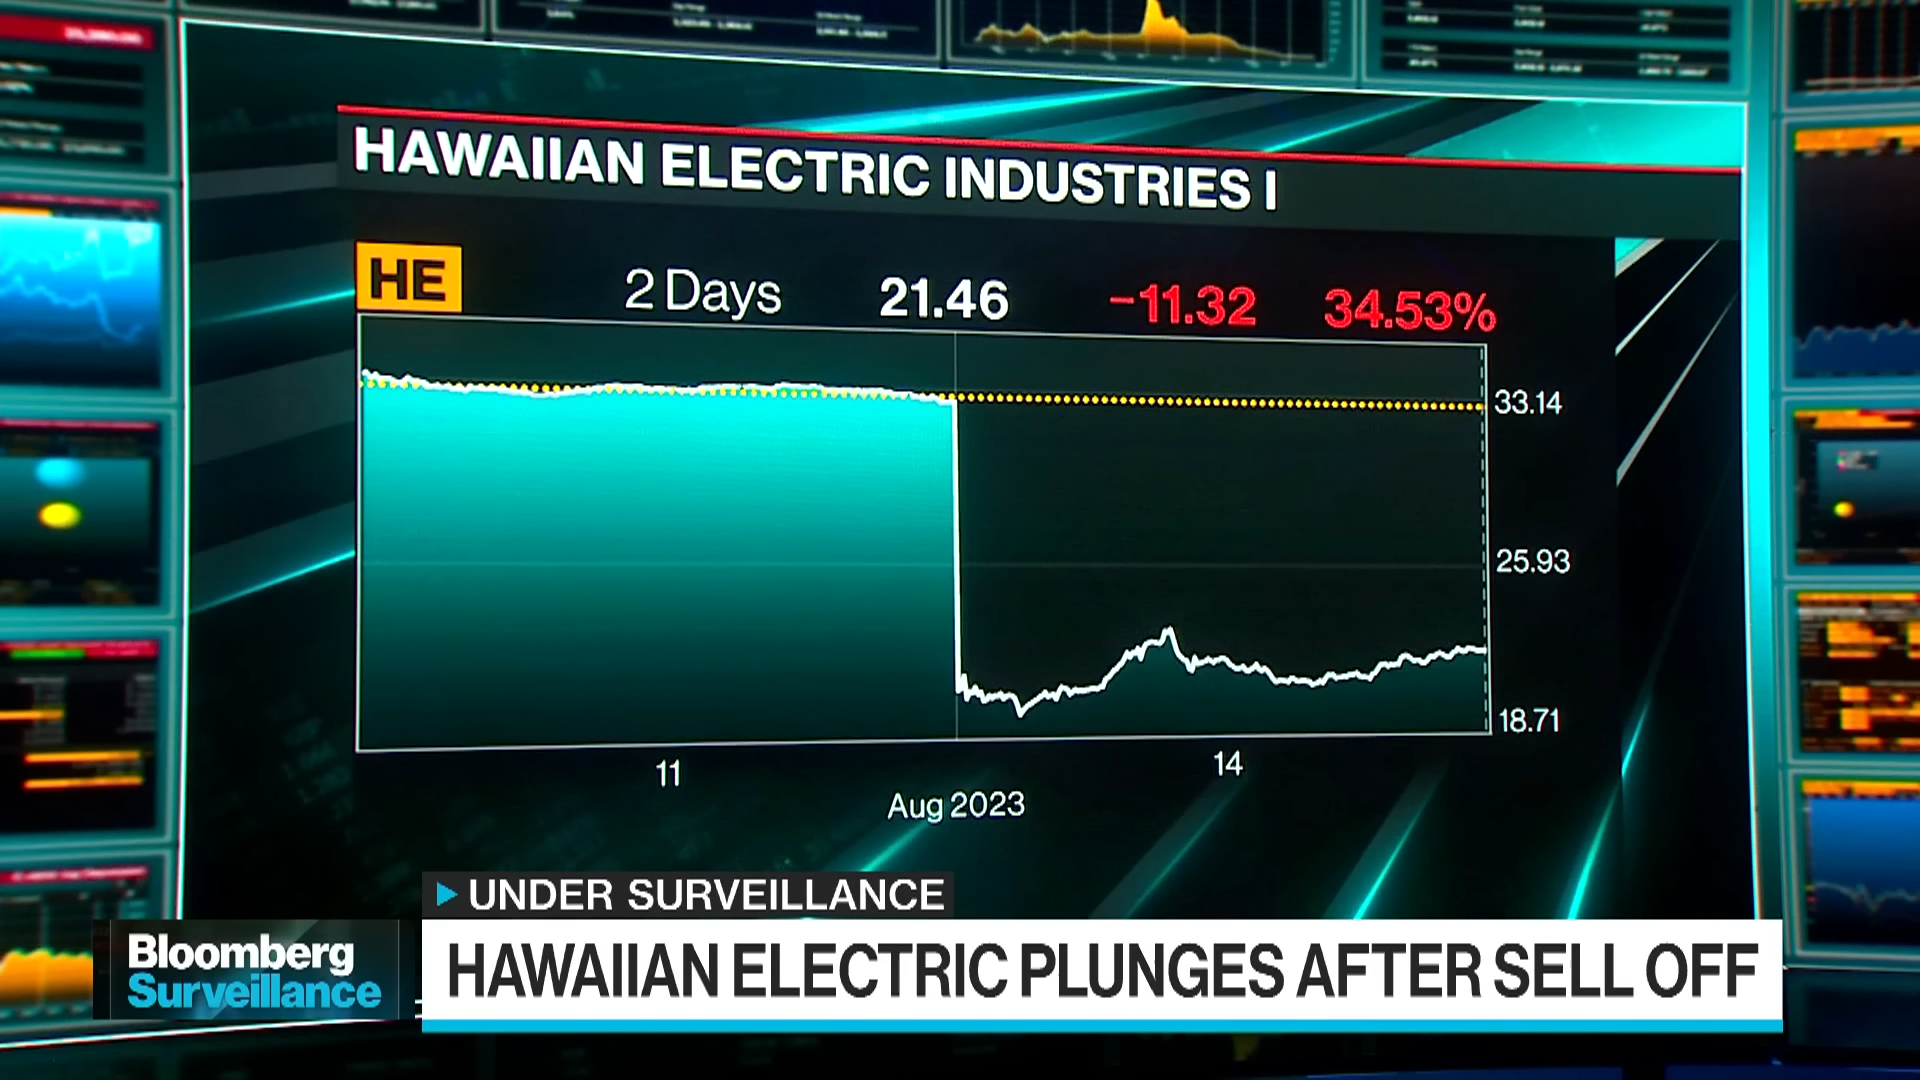 HAWAIIAN ELECTRIC INDUSTRIES I
HE 2 Days 21.46 -11.32 34.53%
33.14
25.93
18.71
11 14
Aug 2023
UNDER SURVEILLANCE
Bloomberg
Surveillance
HAWAIIAN ELECTRIC PLUNGES AFTER SELL OFF